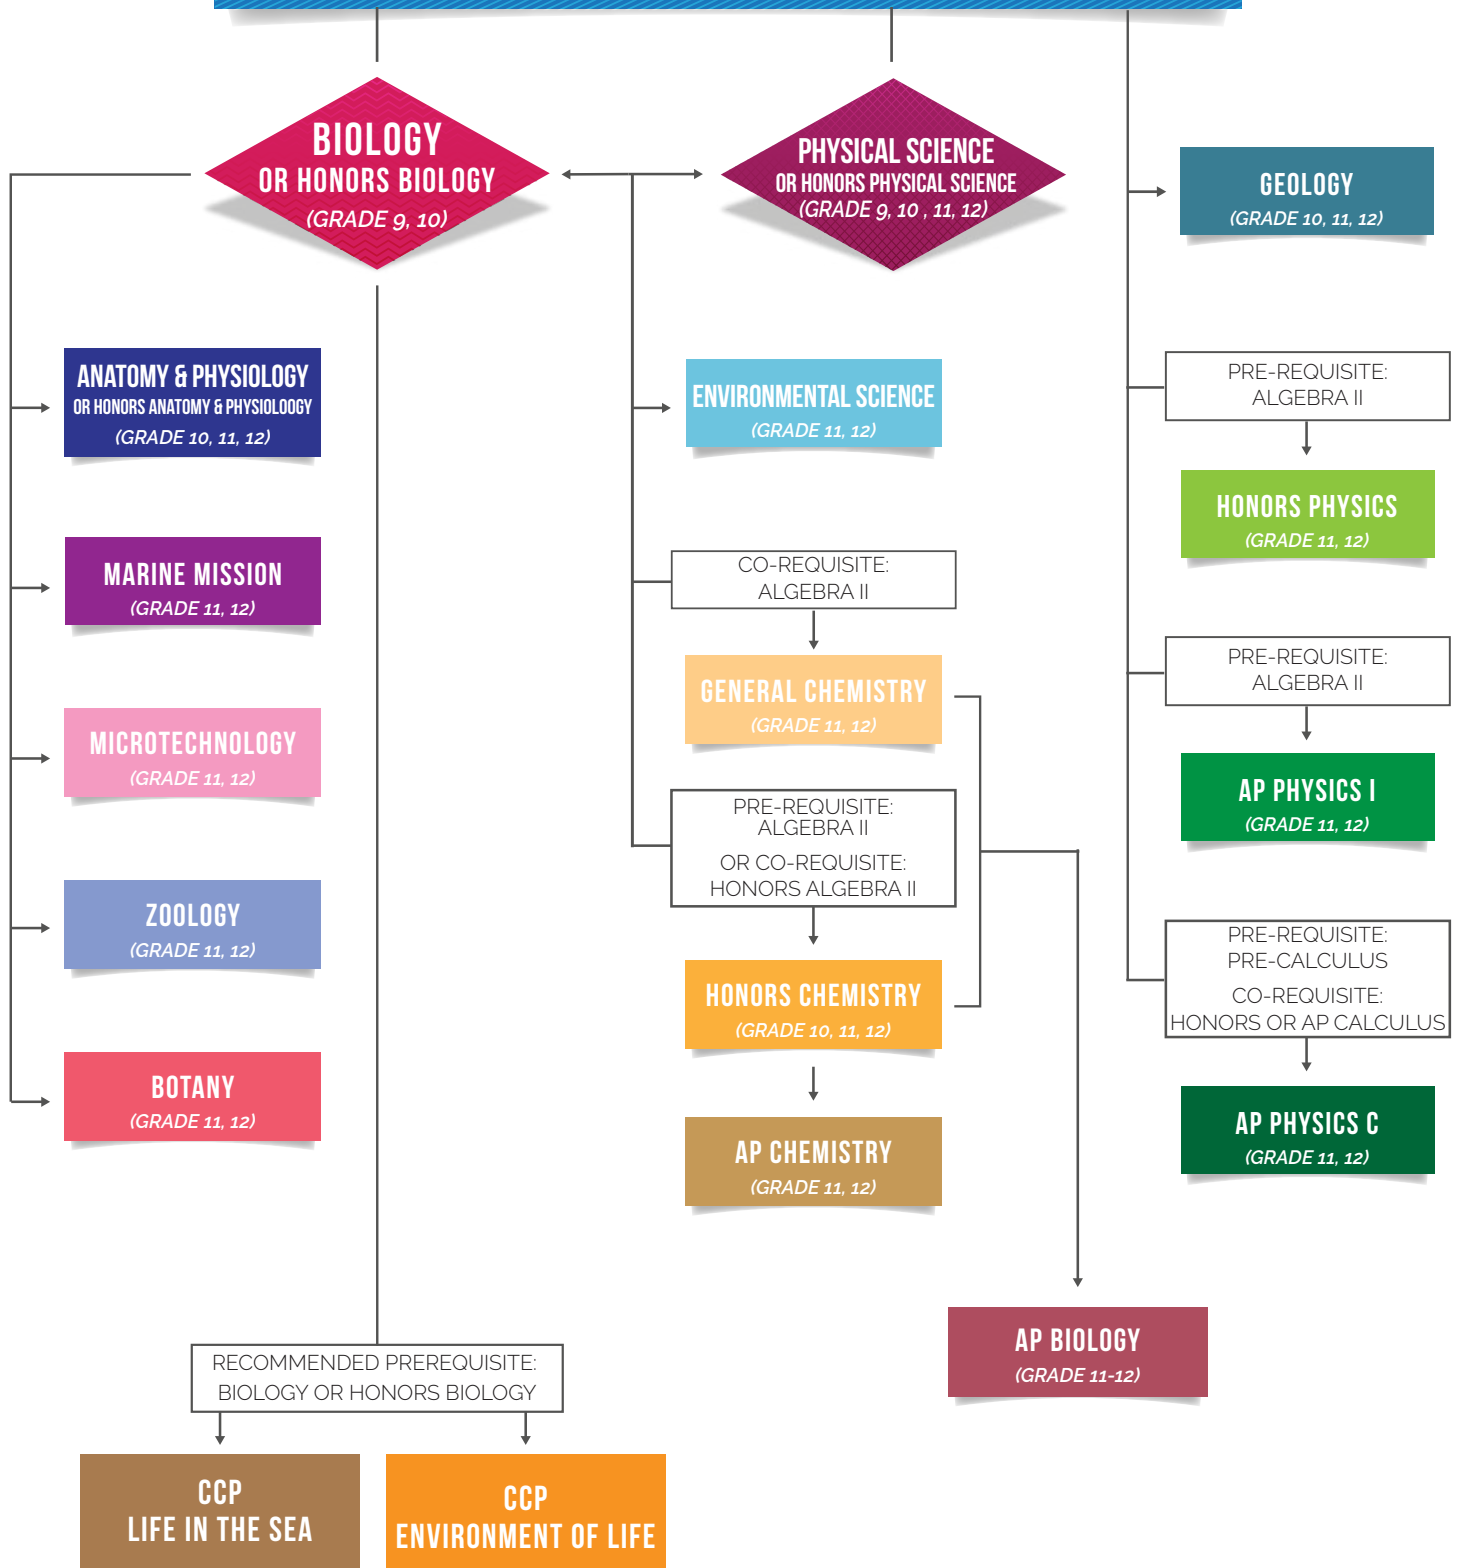 BIOLOGY
OR HONORS BIOLOGY
(GRADE 9, 10)
PHYSICAL SCIENCE
OR HONORS PHYSICAL SCIENCE
(GRADE 9, 10 , 11, 12)
GEOLOGY
(GRADE 10, 11, 12)
ANATOMY & PHYSIOLOGY
OR HONORS ANATOMY & PHYSIOLOOGY
(GRADE 10, 11, 12)
ENVIRONMENTAL SCIENCE
(GRADE 11, 12)
PRE-REQUISITE:
ALGEBRA II
HONORS PHYSICS
(GRADE 11, 12)
MARINE MISSION
(GRADE 11, 12)
CO-REQUISITE:
ALGEBRA II
GENERAL CHEMISTRY
(GRADE 11, 12)
PRE-REQUISITE:
ALGEBRA II
AP PHYSICS I
(GRADE 11, 12)
MICROTECHNOLOGY
(GRADE 11, 12)
PRE-REQUISITE:
ALGEBRA II
OR CO-REQUISITE:
HONORS ALGEBRA II
ZOOLOGY
(GRADE 11, 12)
HONORS CHEMISTRY
(GRADE 10, 11, 12)
PRE-REQUISITE:
PRE-CALCULUS
CO-REQUISITE:
HONORS OR AP CALCULUS
BOTANY
(GRADE 11, 12)
AP CHEMISTRY
(GRADE 11, 12)
AP PHYSICS C
(GRADE 11, 12)
AP BIOLOGY
(GRADE 11-12)
RECOMMENDED PREREQUISITE:
BIOLOGY OR HONORS BIOLOGY
CCP
LIFE IN THE SEA
CCP
ENVIRONMENT OF LIFE